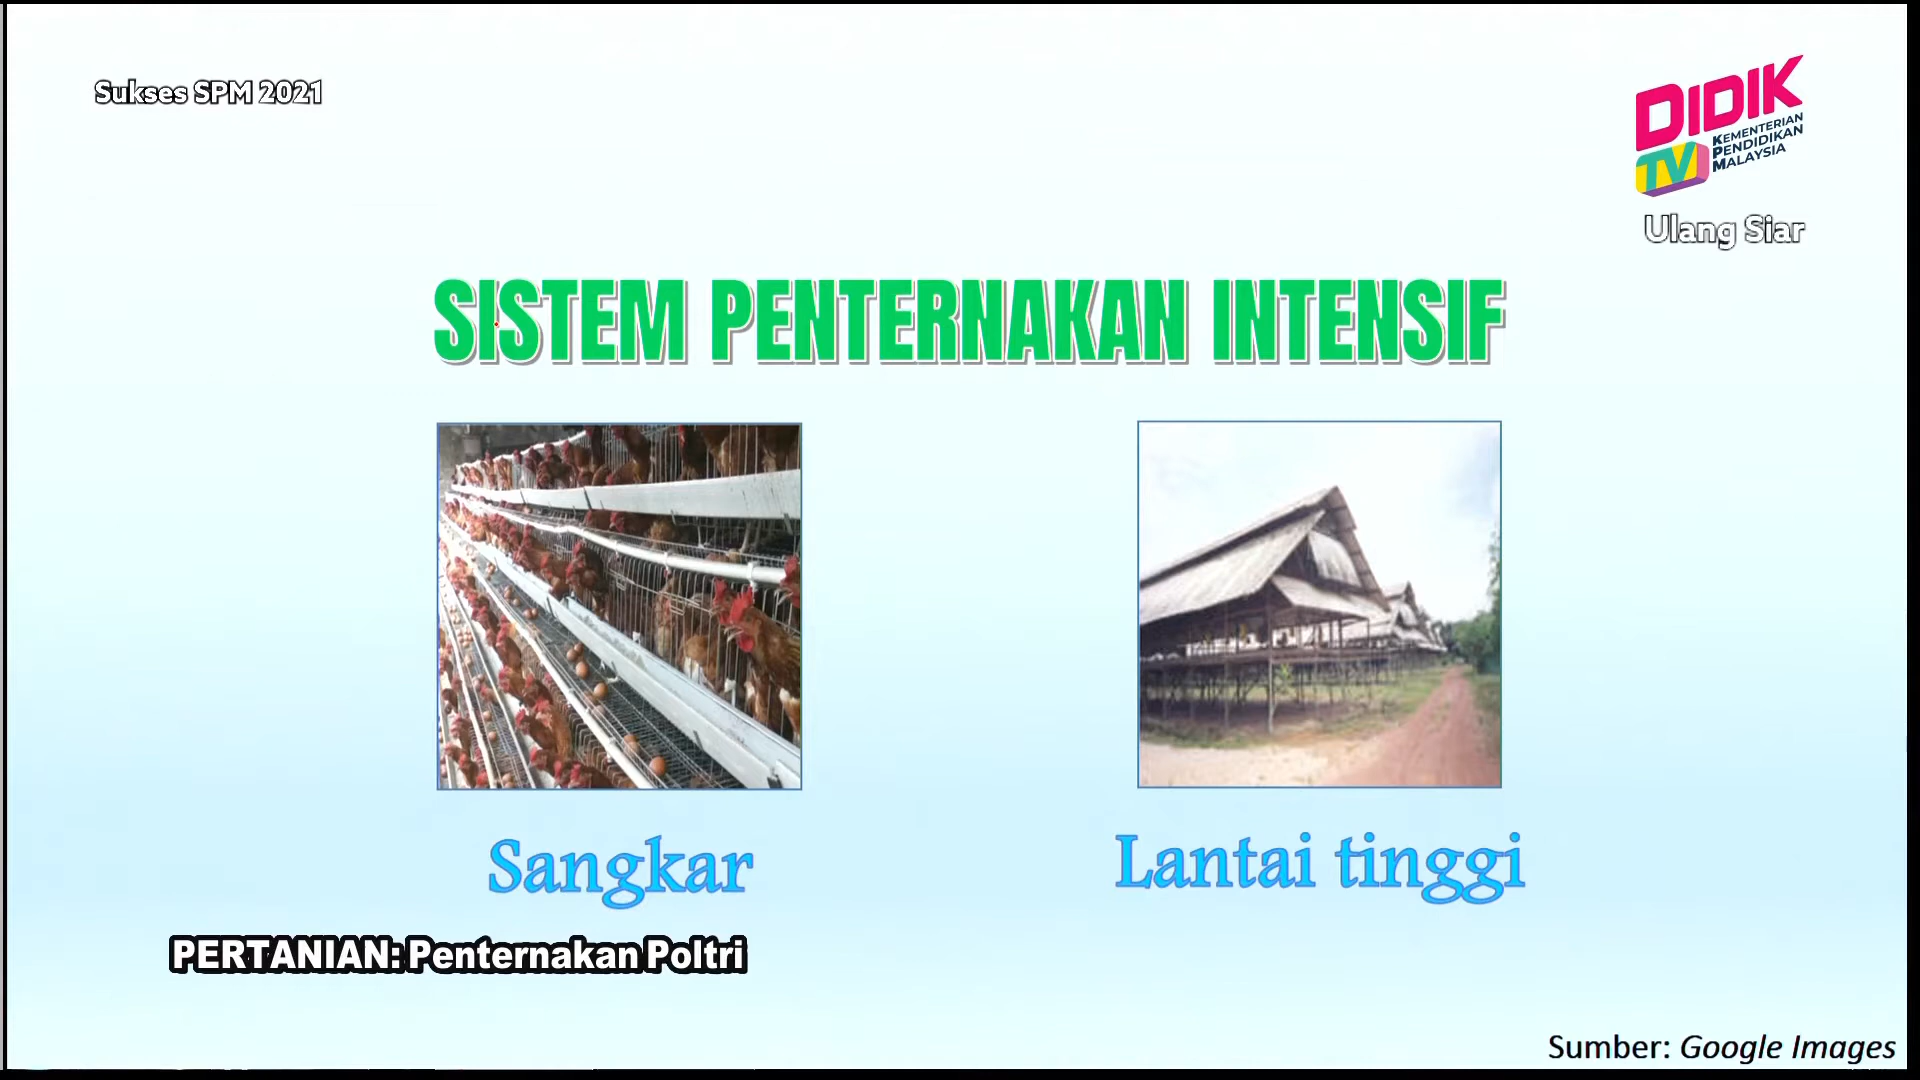 Sukses SPM 2021
DIDIK
TV
KEMENTERIAN
PENDIDIKAN
MALAYSIA
Ulang Siar
SISTEM PENTERNAKAN INTENSIF
Sangkar
Lantai tinggi
PERTANIAN: Penternakan Poltri
Sumber: Google Images